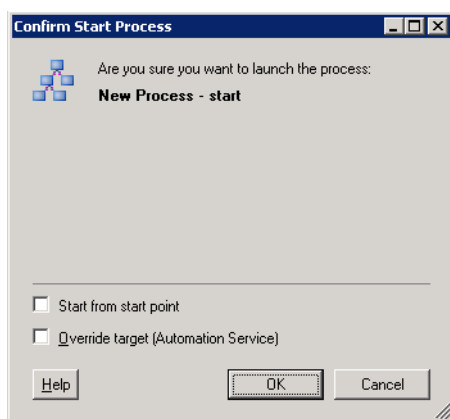 Confirm Start Process
Are you sure you want to launch the process:
New Process - start
Start from start point
Override target (Automation Service)
Help
OK
Cancel